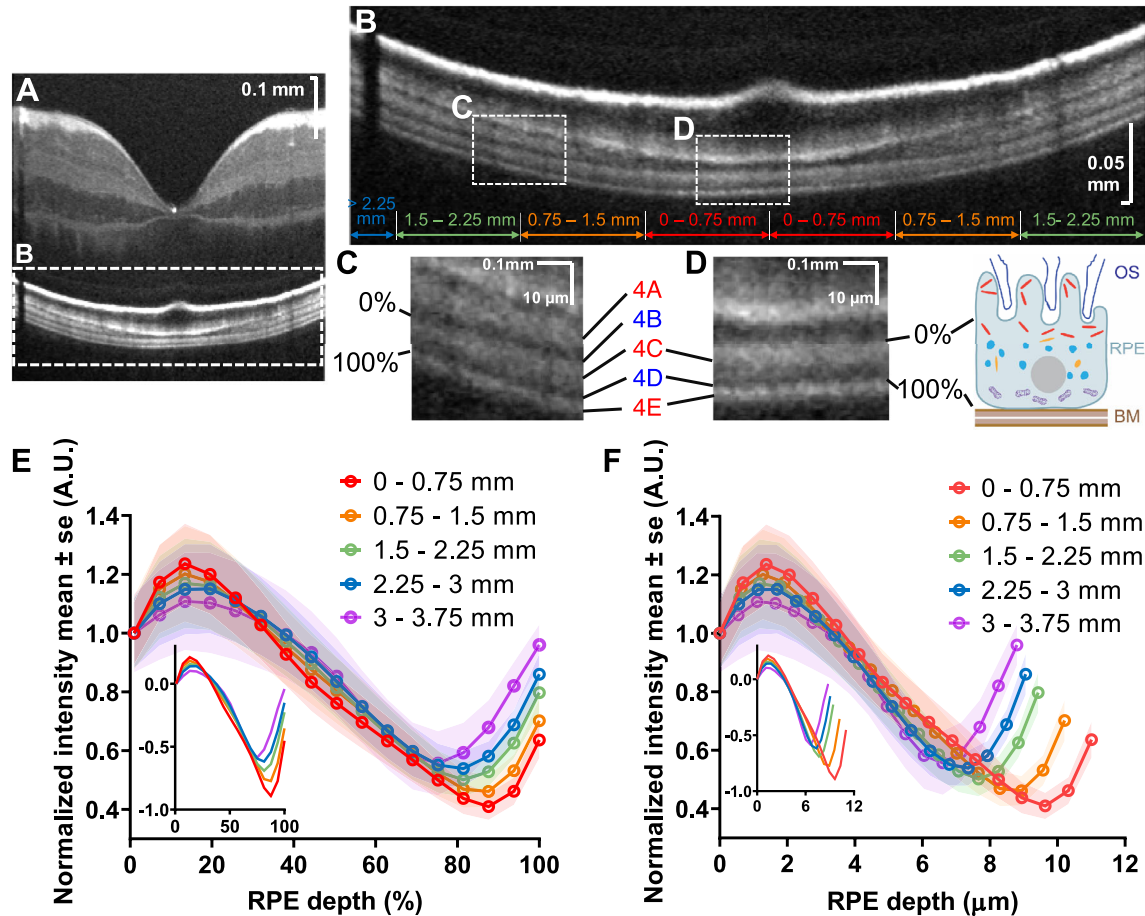 A
0.1 mm
B
B
C
D
0.05
mm
> 2.25
mm
1.5 – 2.25 mm
0.75 – 1.5 mm
0 – 0.75 mm
0 – 0.75 mm
0.75 – 1.5 mm
1.5- 2.25 mm
C
0.1mm
10 µm
0%
100%
4A
4B
4C
4D
4E
D
0.1mm
10 µm
0%
100%
OS
RPE
BM
E
Normalized intensity mean ± se (A.U.)
1.4
1.2
1.0
0.8
0.6
0.4
0 - 0.75 mm
0.75 - 1.5 mm
1.5 - 2.25 mm
2.25 - 3 mm
3 - 3.75 mm
0.0
-0.5
-1.0
0 50 100
0 20 40 60 80 100
RPE depth (%)
F
Normalized intensity mean ± se (A.U.)
1.4
1.2
1.0
0.8
0.6
0.4
0 - 0.75 mm
0.75 - 1.5 mm
1.5 - 2.25 mm
2.25 - 3 mm
3 - 3.75 mm
0.0
-0.5
-1.0
0 3 6 9 12
0 2 4 6 8 10 12
RPE depth (µm)